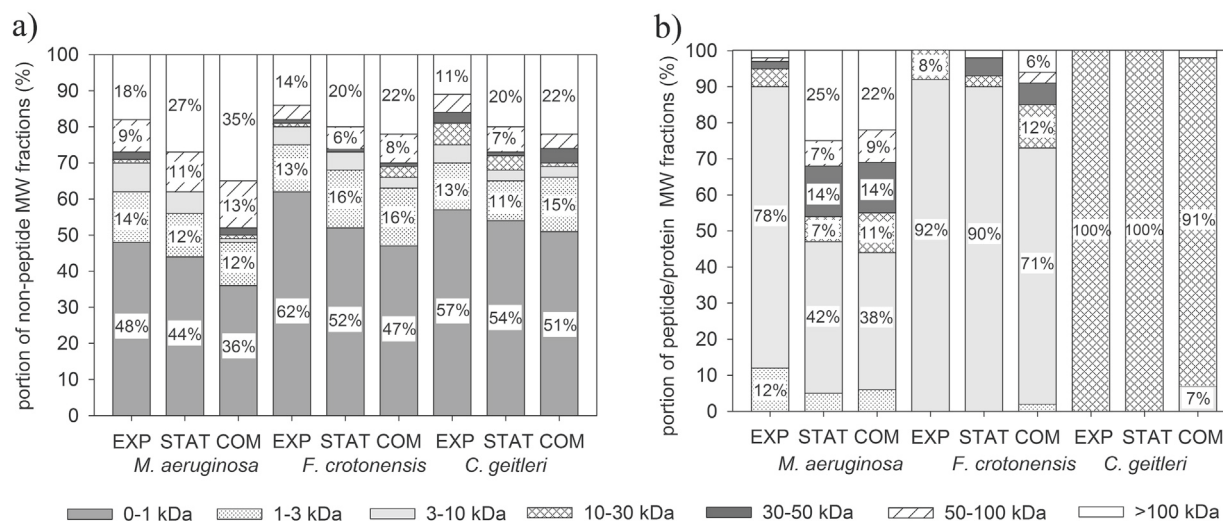 a)
portion of non-peptide MW fractions (%)
100
90
80
70
60
50
40
30
20
10
0
18% 27% 35% 14% 20% 22% 11% 20% 22%
9% 11% 13% 6% 8% 7%
14% 12% 12% 13% 16% 16% 13% 11% 15%
48% 44% 36% 62% 52% 47% 57% 54% 51%
EXP STAT COM EXP STAT COM EXP STAT COM
M. aeruginosa F. crotonensis C. geitleri
b)
portion of peptide/protein MW fractions (%)
100
90
80
70
60
50
40
30
20
10
0
25% 22% 8% 6%
7% 9% 12%
14% 14%
78% 7% 11% 92% 90% 71% 100% 100% 91%
42% 38%
12% 7%
EXP STAT COM EXP STAT COM EXP STAT COM
M. aeruginosa F. crotonensis C. geitleri
0-1 kDa 1-3 kDa 3-10 kDa 10-30 kDa 30-50 kDa 50-100 kDa >100 kDa